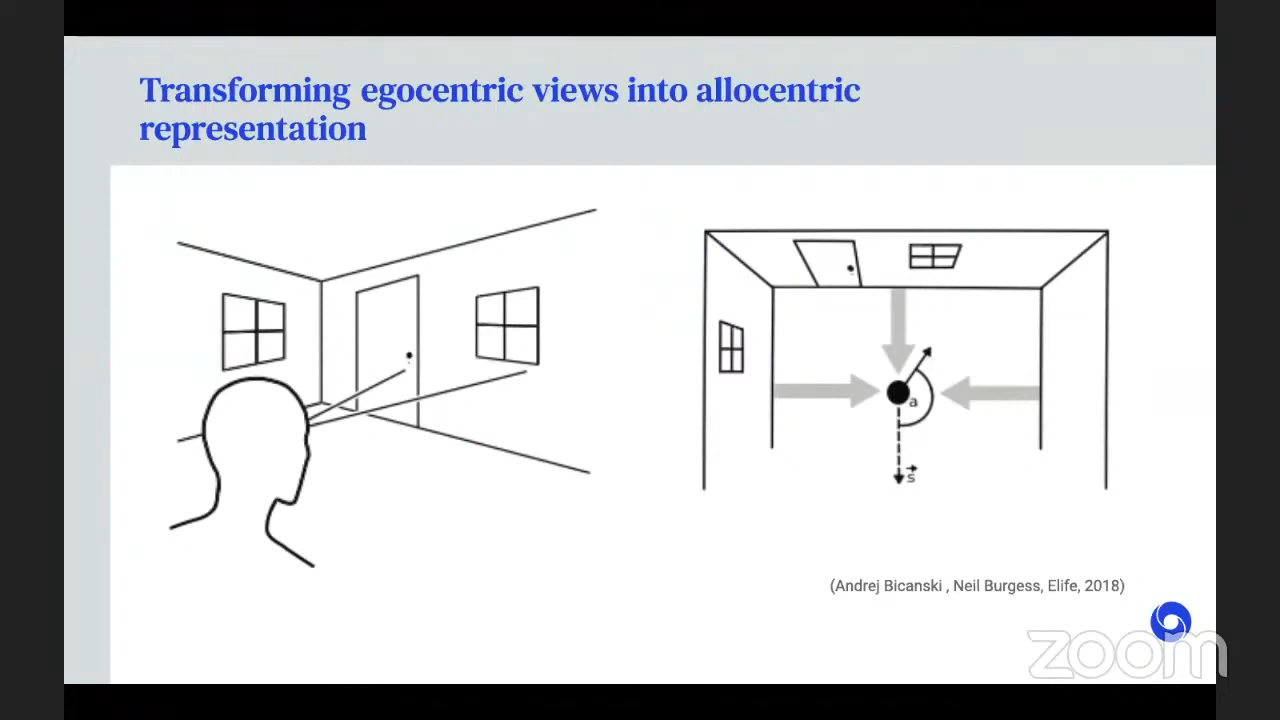 Transforming egocentric views into allocentric
representation
a
s
(Andrej Bicanski , Neil Burgess, Elife, 2018)
zoom